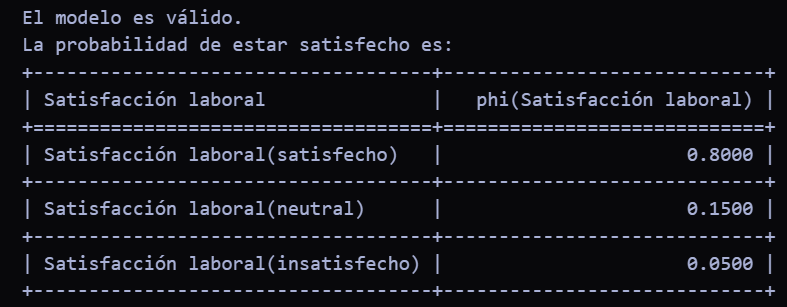 El modelo es válido.
La probabilidad de estar satisfecho es:
+------------------------------------+-----------------------------+
| Satisfacción laboral               |   phi(Satisfacción laboral) |
+====================================+=============================+
| Satisfacción laboral(satisfecho)   |                      0.8000 |
+------------------------------------+-----------------------------+
| Satisfacción laboral(neutral)      |                      0.1500 |
+------------------------------------+-----------------------------+
| Satisfacción laboral(insatisfecho) |                      0.0500 |
+------------------------------------+-----------------------------+